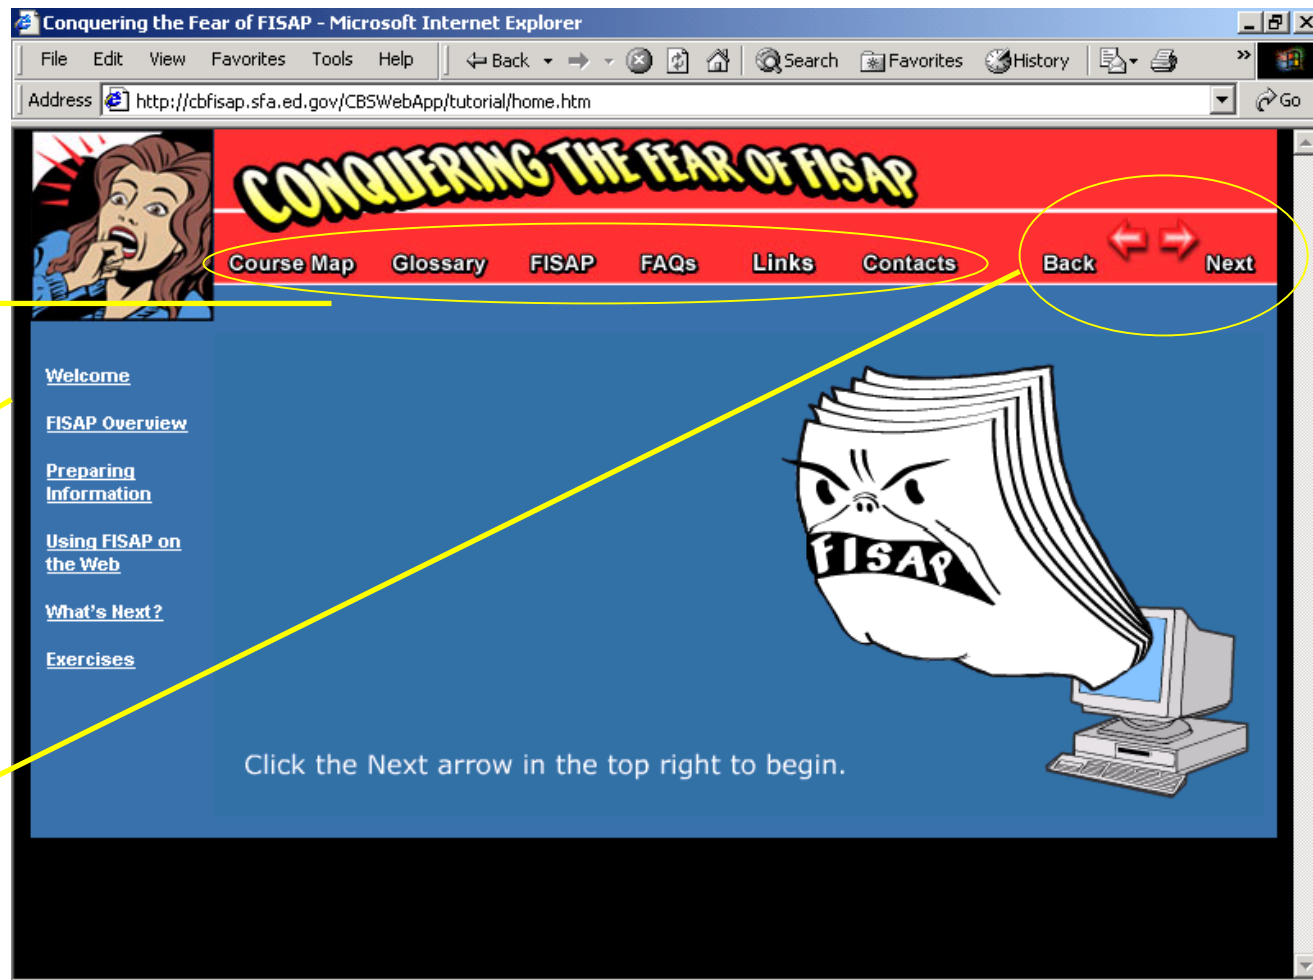 Conquering the Fear of FISAP - Microsoft Internet Explorer
File Edit View Favorites Tools Help Back Search Favorites History »
Address http://cbfisap.sfa.ed.gov/CBSWebApp/tutorial/home.htm Go
CONQUERING THE FEAR OF FISAP
Course Map Glossary FISAP FAQs Links Contacts Back Next
Welcome
FISAP Overview
Preparing
Information
Using FISAP on
the Web
What's Next?
Exercises
FISAP
Click the Next arrow in the top right to begin.